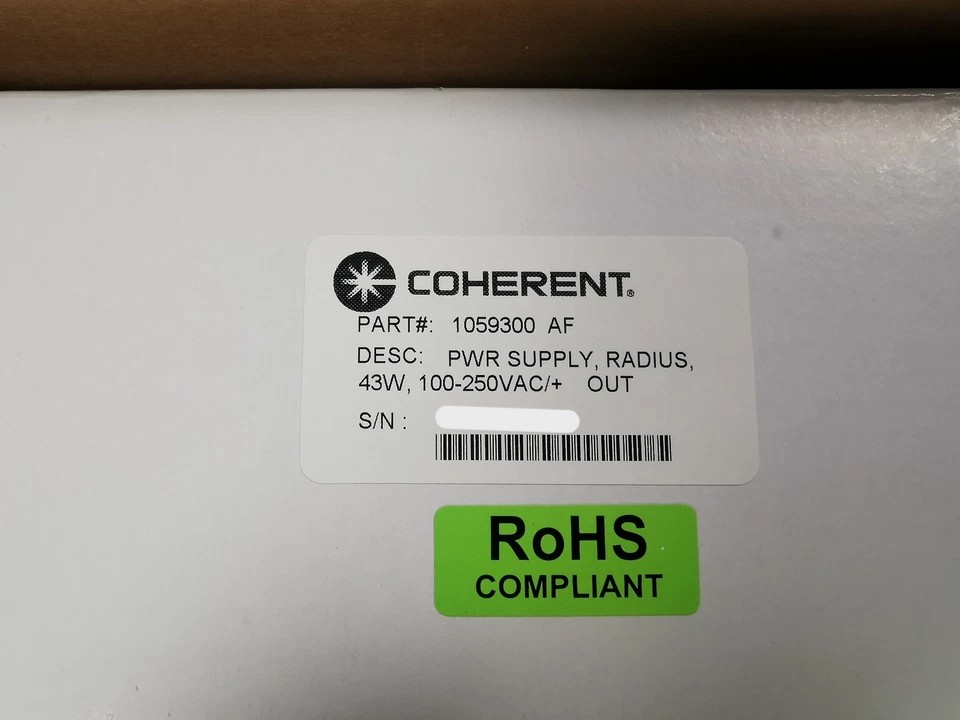 COHERENT®
PART#: 1059300 AF
DESC: PWR SUPPLY, RADIUS,
43W, 100-250VAC/+ OUT
S/N :
RoHS
COMPLIANT